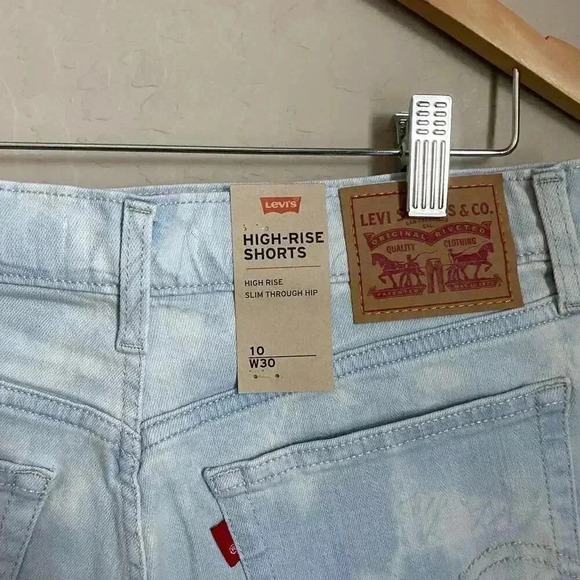 Levi's
HIGH-RISE
SHORTS
HIGH RISE
SLIM THROUGH HIP
10
W30
LEVI S S & CO.
ORIGINAL RIVETED
QUALITY CLOTHING
®